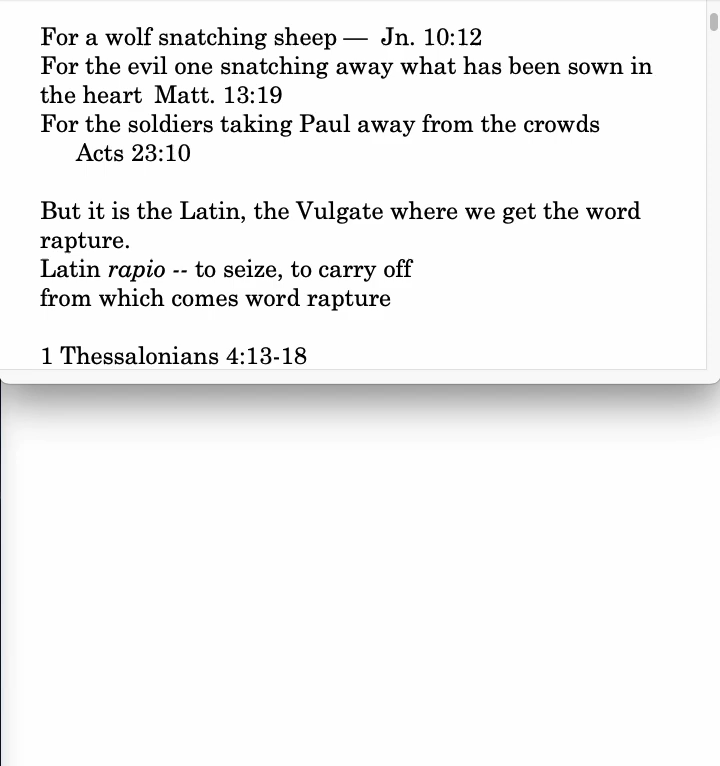 For a wolf snatching sheep —  Jn. 10:12
For the evil one snatching away what has been sown in
the heart  Matt. 13:19
For the soldiers taking Paul away from the crowds
Acts 23:10
But it is the Latin, the Vulgate where we get the word
rapture.
Latin rapio -- to seize, to carry off
from which comes word rapture
1 Thessalonians 4:13-18